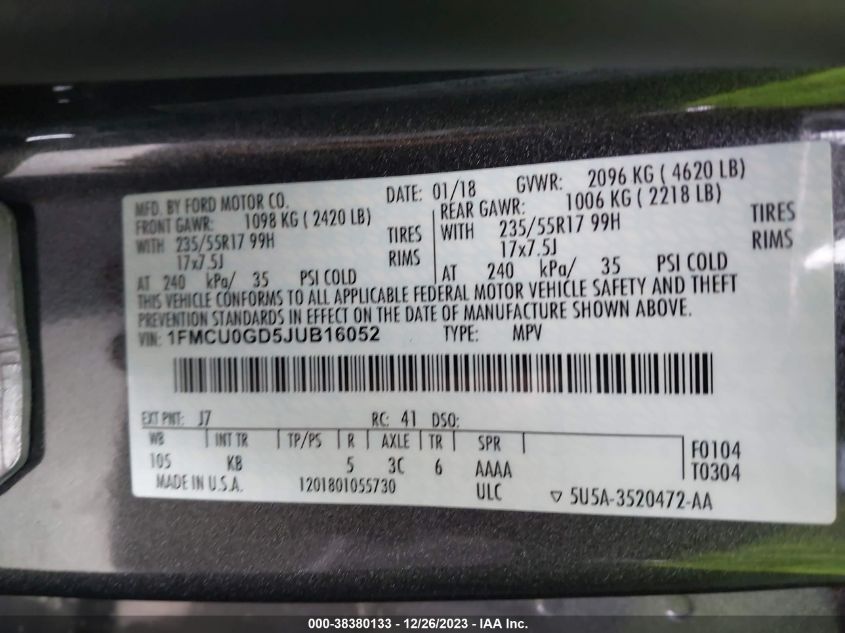 MFD. BY FORD MOTOR CO. DATE: 01/18 GVWR: 2096 KG ( 4620 LB)
FRONT GAWR: 1098 KG ( 2420 LB) REAR GAWR: 1006 KG ( 2218 LB)
WITH 235/55R17 99H TIRES WITH 235/55R17 99H TIRES
17x7.5J RIMS 17x7.5J RIMS
AT 240 kPa/ 35 PSI COLD AT 240 kPa/ 35 PSI COLD
THIS VEHICLE CONFORMS TO ALL APPLICABLE FEDERAL MOTOR VEHICLE SAFETY AND THEFT
PREVENTION STANDARDS IN EFFECT ON THE DATE OF MANUFACTURE SHOWN ABOVE.
VIN: 1FMCU0GD5JUB16052 TYPE: MPV
EXT PNT: J7 RC: 41 DSO:
WB INT TR TP/PS R AXLE TR SPR F0104
105 KB 5 3C 6 AAAA T0304
MADE IN U.S.A. 1201801055730 ULC ▽ 5U5A-3520472-AA
000-38380133 - 12/26/2023 - IAA Inc.